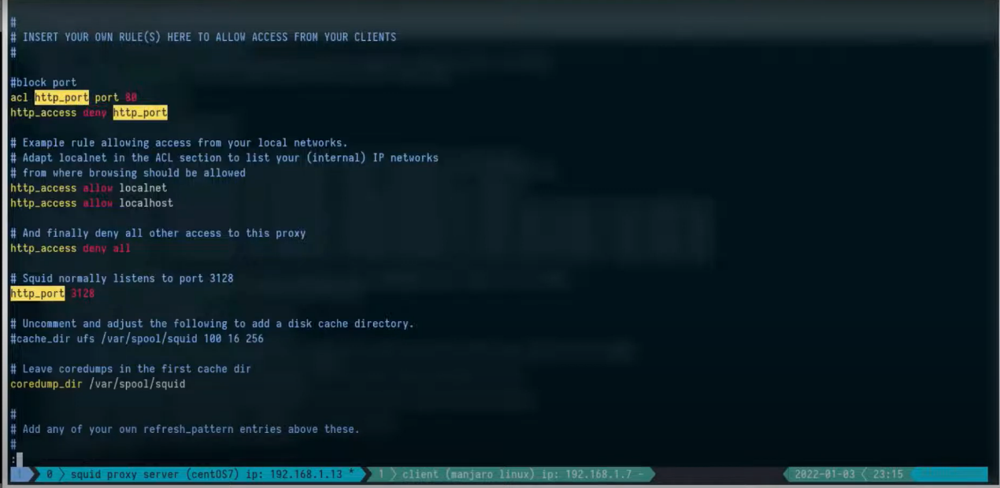 #
# INSERT YOUR OWN RULE(S) HERE TO ALLOW ACCESS FROM YOUR CLIENTS
#
#block port
acl http_port port 80
http_access deny http_port
# Example rule allowing access from your local networks.
# Adapt localnet in the ACL section to list your (internal) IP networks
# from where browsing should be allowed
http_access allow localnet
http_access allow localhost
# And finally deny all other access to this proxy
http_access deny all
# Squid normally listens to port 3128
http_port 3128
# Uncomment and adjust the following to add a disk cache directory.
#cache_dir ufs /var/spool/squid 100 16 256
# Leave coredumps in the first cache dir
coredump_dir /var/spool/squid
#
# Add any of your own refresh_pattern entries above these.
#
:
1 0 squid proxy server (centOS7) ip: 192.168.1.13 * 1 client (manjaro linux) ip: 192.168.1.7 - 2022-01-03 23:15